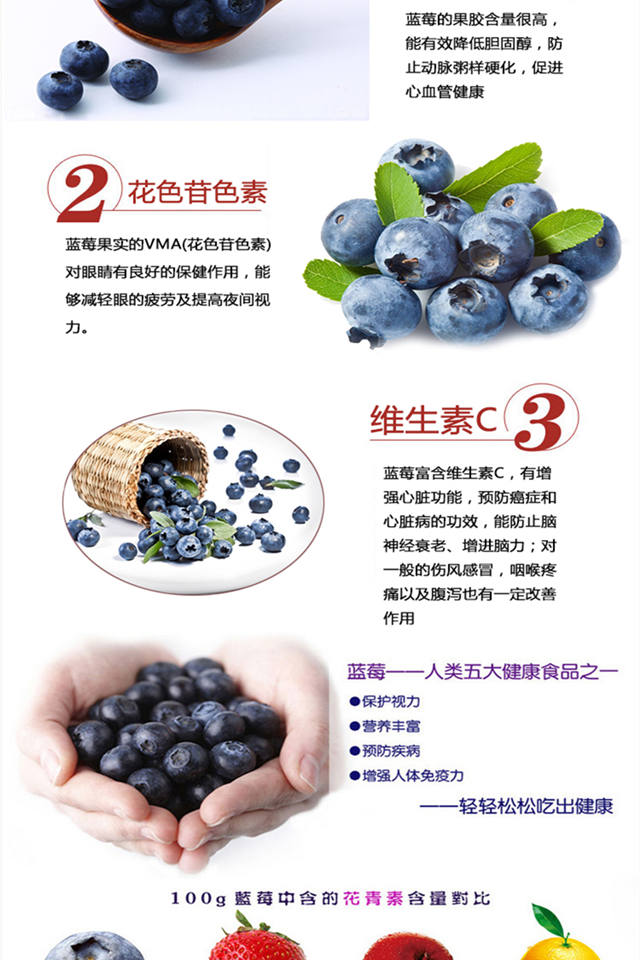 蓝莓的果胶含量很高，
能有效降低胆固醇，防
止动脉粥样硬化，促进
心血管健康
2 花色苷色素
蓝莓果实的VMA(花色苷色素)
对眼睛有良好的保健作用，能
够减轻眼的疲劳及提高夜间视
力。
维生素C 3
蓝莓富含维生素C，有增
强心脏功能，预防癌症和
心脏病的功效，能防止脑
神经衰老、增进脑力；对
一般的伤风感冒，咽喉疼
痛以及腹泻也有一定改善
作用
蓝莓——人类五大健康食品之一
●保护视力
●营养丰富
●预防疾病
●增强人体免疫力
——轻轻松松吃出健康
100g 藍莓中含的花青素含量對比